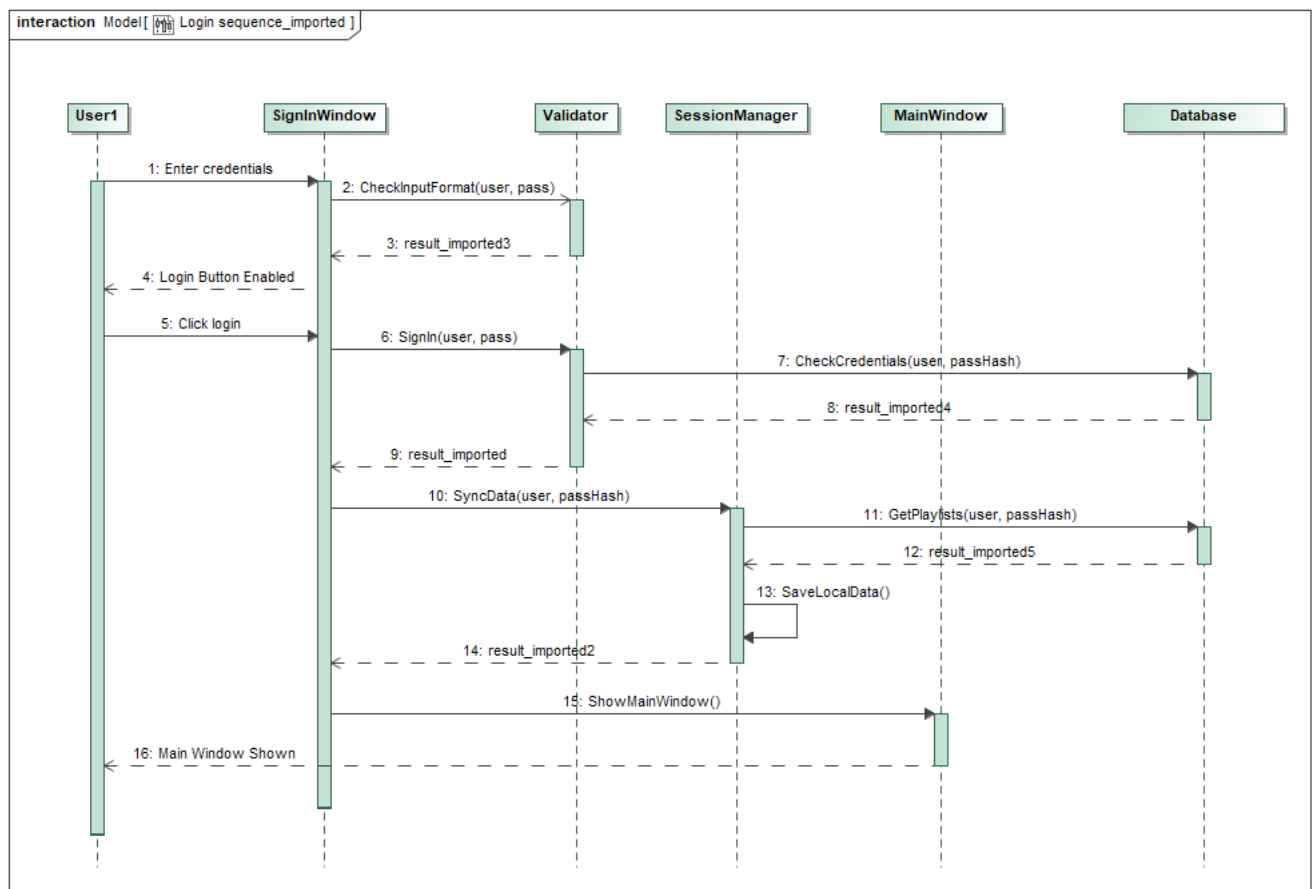 interaction Model[ Login sequence_imported ]
User1 SignInWindow Validator SessionManager MainWindow Database
1: Enter credentials
2: CheckInputFormat(user, pass)
3: result_imported3
4: Login Button Enabled
5: Click login
6: SignIn(user, pass)
7: CheckCredentials(user, passHash)
8: result_imported4
9: result_imported
10: SyncData(user, passHash)
11: GetPlaylists(user, passHash)
12: result_imported5
13: SaveLocalData()
14: result_imported2
15: ShowMainWindow()
16: Main Window Shown